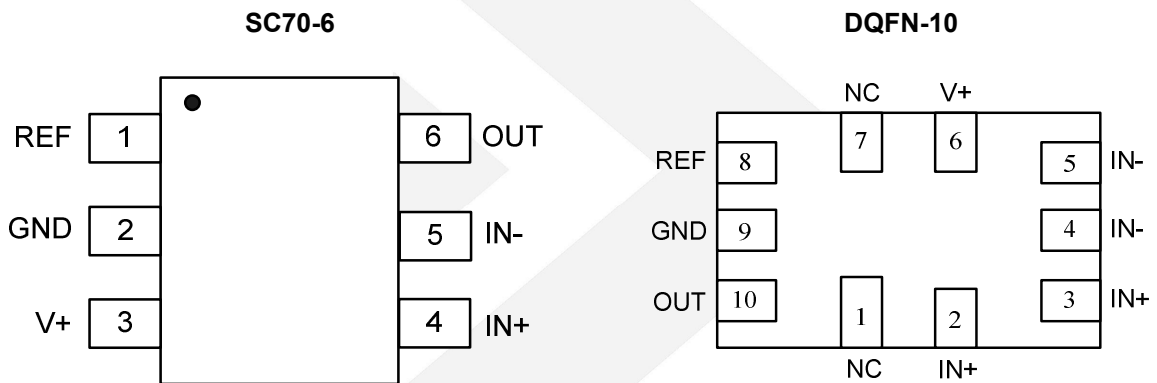 SC70-6
REF 1
GND 2
V+ 3
6 OUT
5 IN-
4 IN+
DQFN-10
NC V+
7 6
REF 8
GND 9
OUT 10
5 IN-
4 IN-
3 IN+
1 2
NC IN+